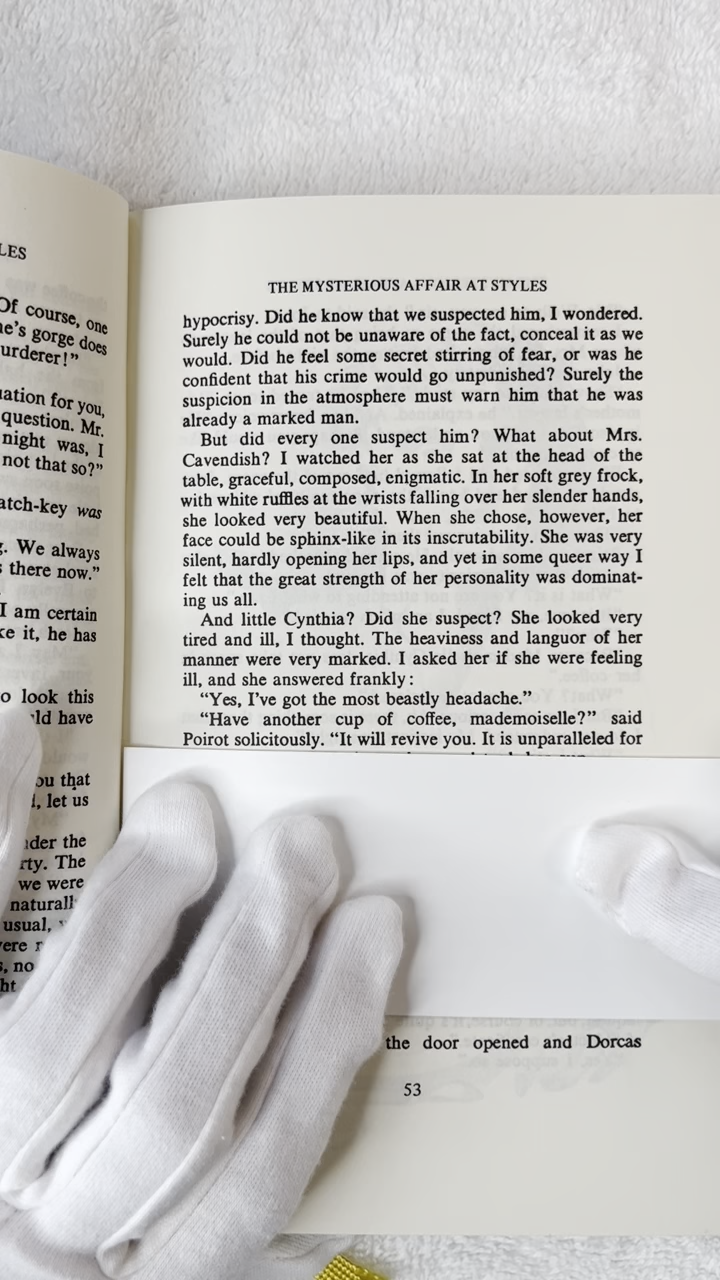 LES
Of course, one
he's gorge does
urderer!"
ation for you,
question. Mr.
night was, I
not that so?"
atch-key was
g. We always
s there now."
I am certain
ke it, he has
o look this
uld have
ou that
d, let us
ider the
rty. The
we were
naturall
usual,
vere
s, no
ht
THE MYSTERIOUS AFFAIR AT STYLES
hypocrisy. Did he know that we suspected him, I wondered.
Surely he could not be unaware of the fact, conceal it as we
would. Did he feel some secret stirring of fear, or was he
confident that his crime would go unpunished? Surely the
suspicion in the atmosphere must warn him that he was
already a marked man.
But did every one suspect him? What about Mrs.
Cavendish? I watched her as she sat at the head of the
table, graceful, composed, enigmatic. In her soft grey frock,
with white ruffles at the wrists falling over her slender hands,
she looked very beautiful. When she chose, however, her
face could be sphinx-like in its inscrutability. She was very
silent, hardly opening her lips, and yet in some queer way I
felt that the great strength of her personality was dominat-
ing us all.
And little Cynthia? Did she suspect? She looked very
tired and ill, I thought. The heaviness and languor of her
manner were very marked. I asked her if she were feeling
ill, and she answered frankly:
"Yes, I've got the most beastly headache."
"Have another cup of coffee, mademoiselle?" said
Poirot solicitously. "It will revive you. It is unparalleled for
the door opened and Dorcas
53